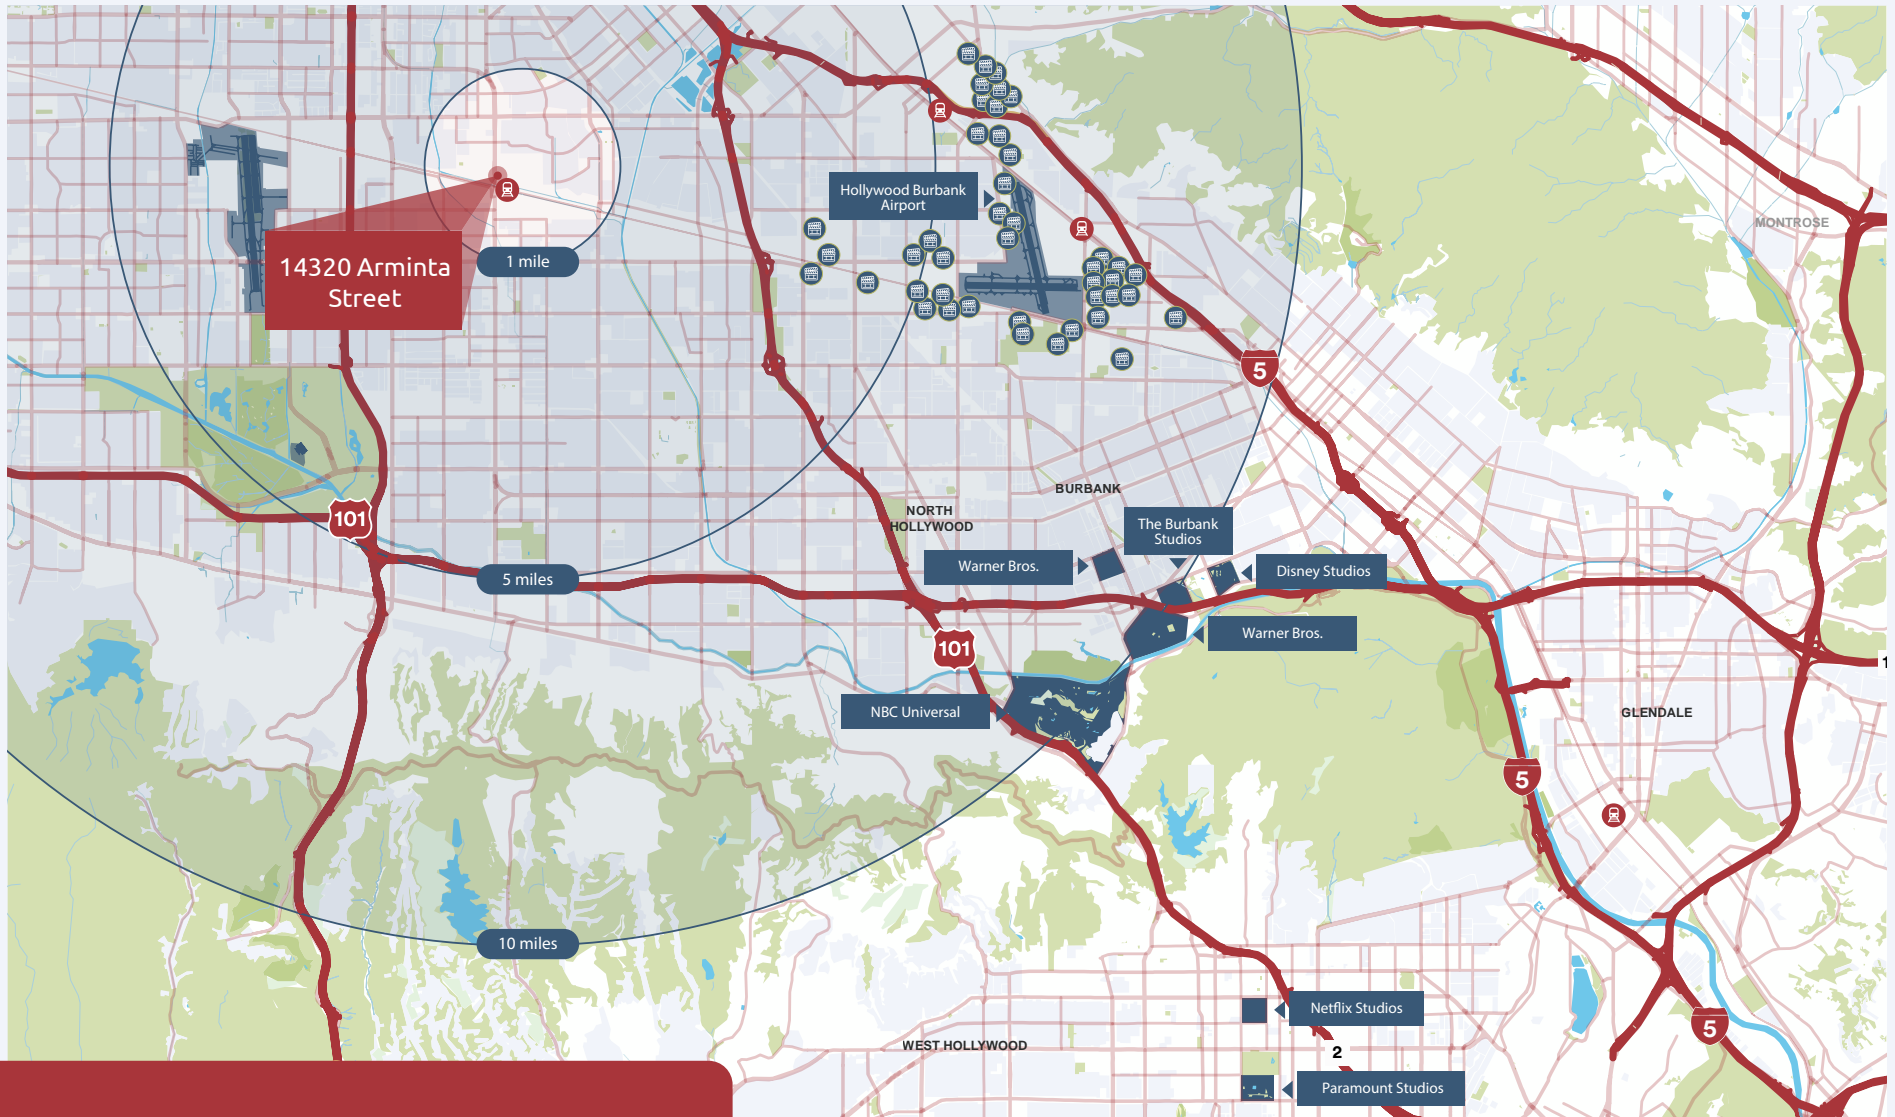 Hollywood Burbank
Airport
MONTROSE
14320 Arminta
Street
1 mile
5
BURBANK
NORTH
HOLLYWOOD
101
The Burbank
Studios
Warner Bros.
Disney Studios
5 miles
Warner Bros.
101
1
NBC Universal
GLENDALE
5
10 miles
Netflix Studios
5
WEST HOLLYWOOD
2
Paramount Studios